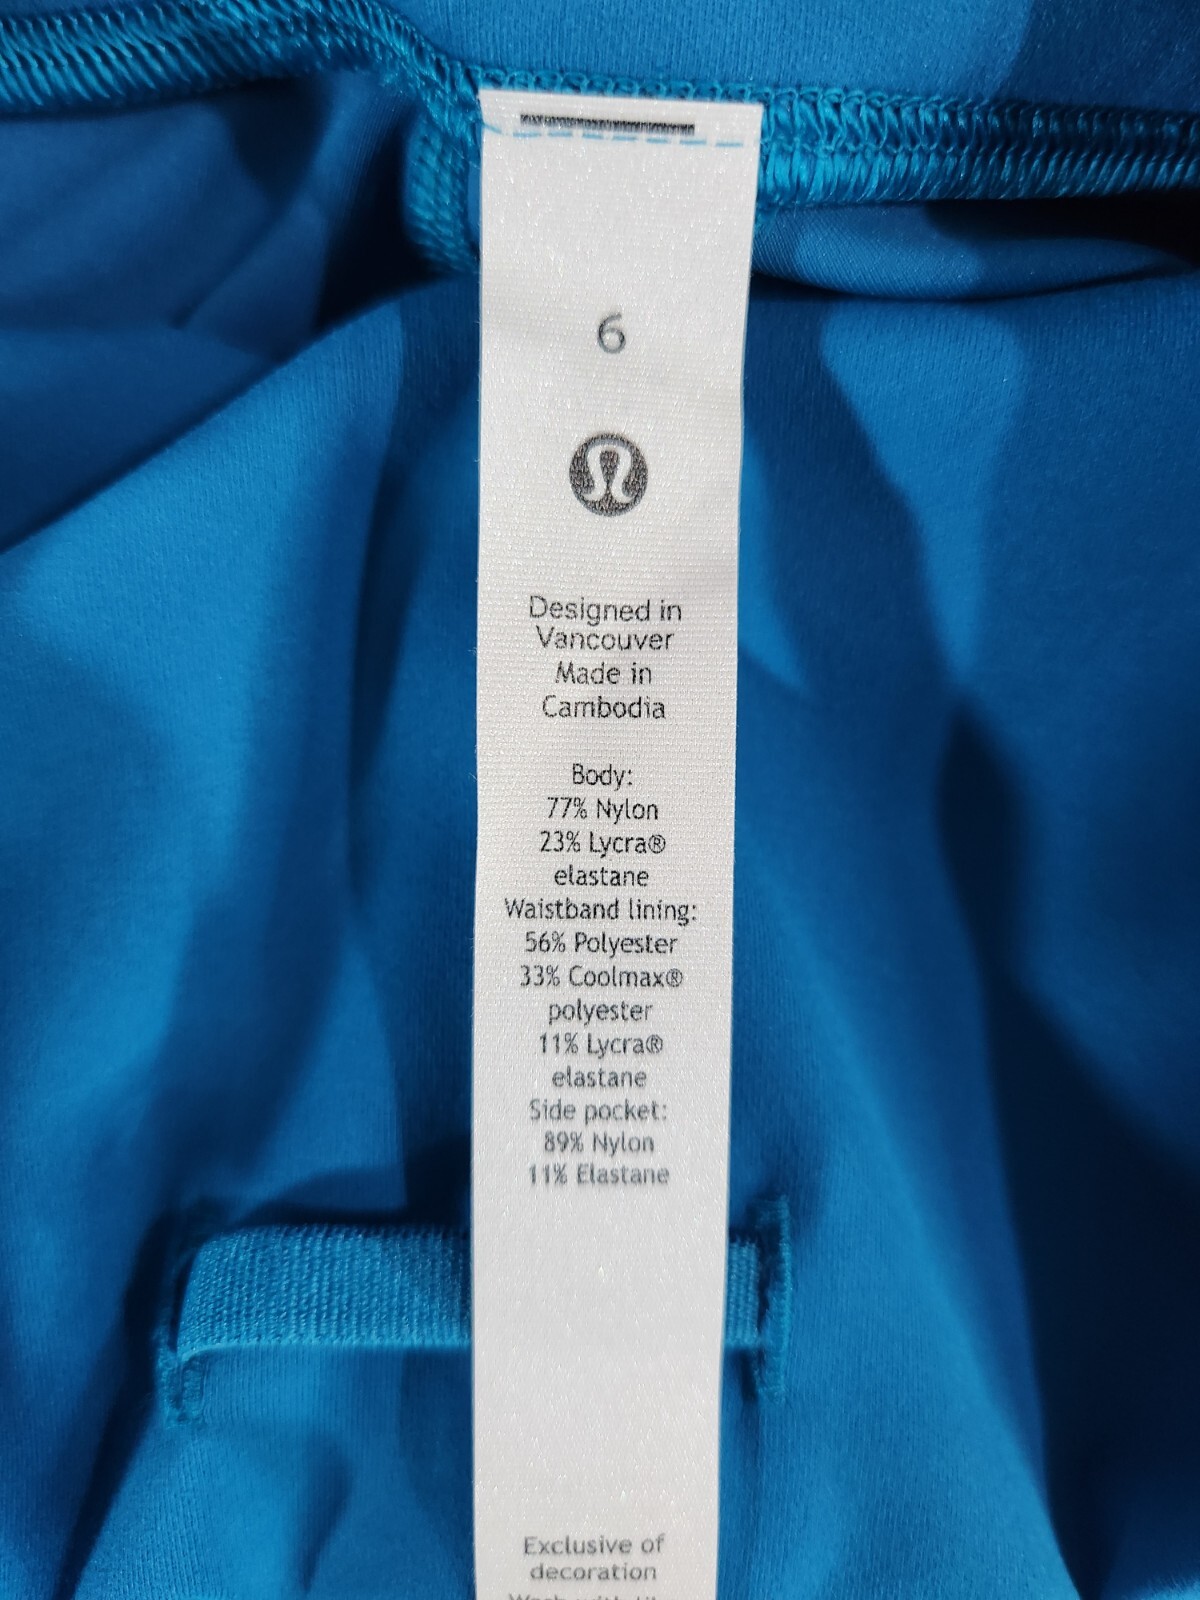 6
Designed in
Vancouver
Made in
Cambodia
Body:
77% Nylon
23% Lycra®
elastane
Waistband lining:
56% Polyester
33% Coolmax®
polyester
11% Lycra®
elastane
Side pocket:
89% Nylon
11% Elastane
Exclusive of
decoration